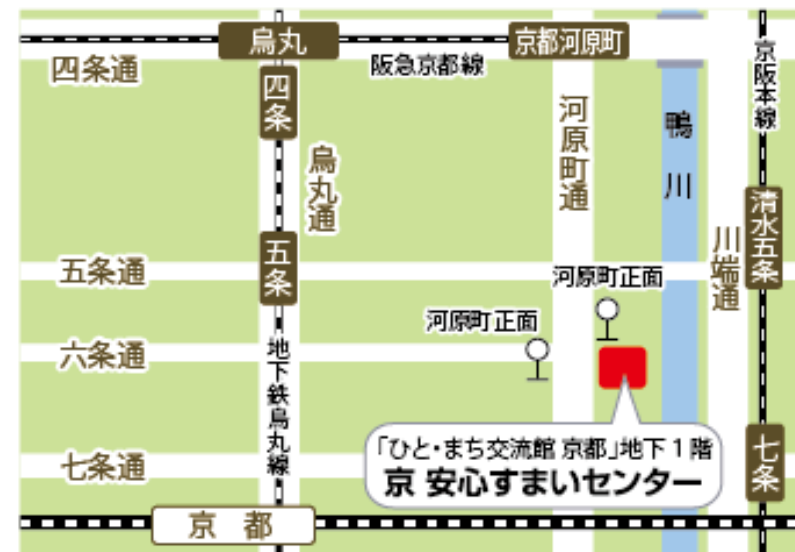 烏丸
京都河原町
四条通
阪急京都線
京阪本線
四条
烏丸通
河原町通
鴨川
清水五条
川端通
五条通
五条
河原町正面
河原町正面
六条通
地下鉄烏丸線
「ひと・まち交流館 京都」地下1階
京 安心すまいセンター
七条通
七条
京都